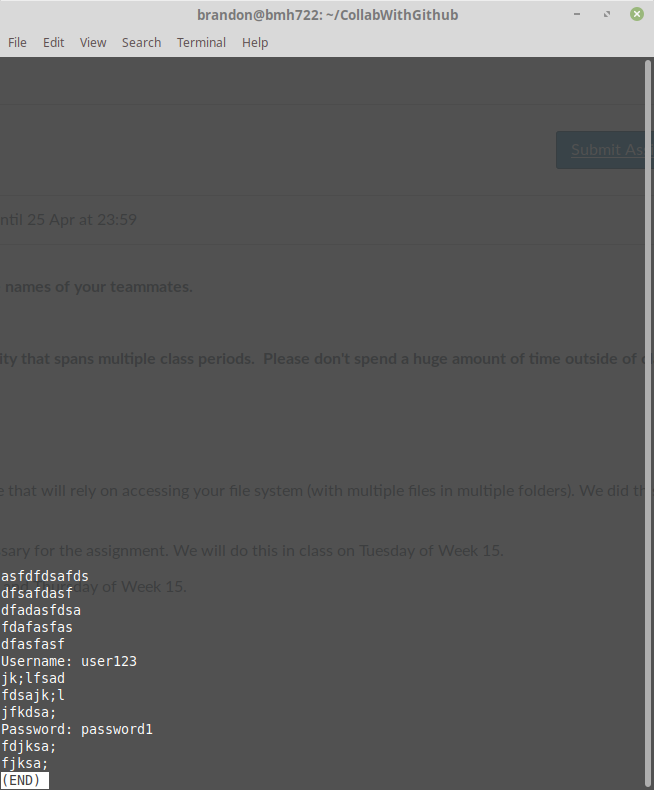 brandon@bmh722: ~/CollabWithGithub
File Edit View Search Terminal Help
Submit Ass
ntil 25 Apr at 23:59
names of your teammates.
ity that spans multiple class periods. Please don't spend a huge amount of time outside of
e that will rely on accessing your file system (with multiple files in multiple folders). We did
sary for the assignment. We will do this in class on Tuesday of Week 15.
asfdfdsafds
day of Week 15.
dfsafdasf
dfadasfdsa
fdafasfas
dfasfasf
Username: user123
jk;lfsad
fdsajk;l
jfkdsa;
Password: password1
fdjksa;
fjksa;
(END)